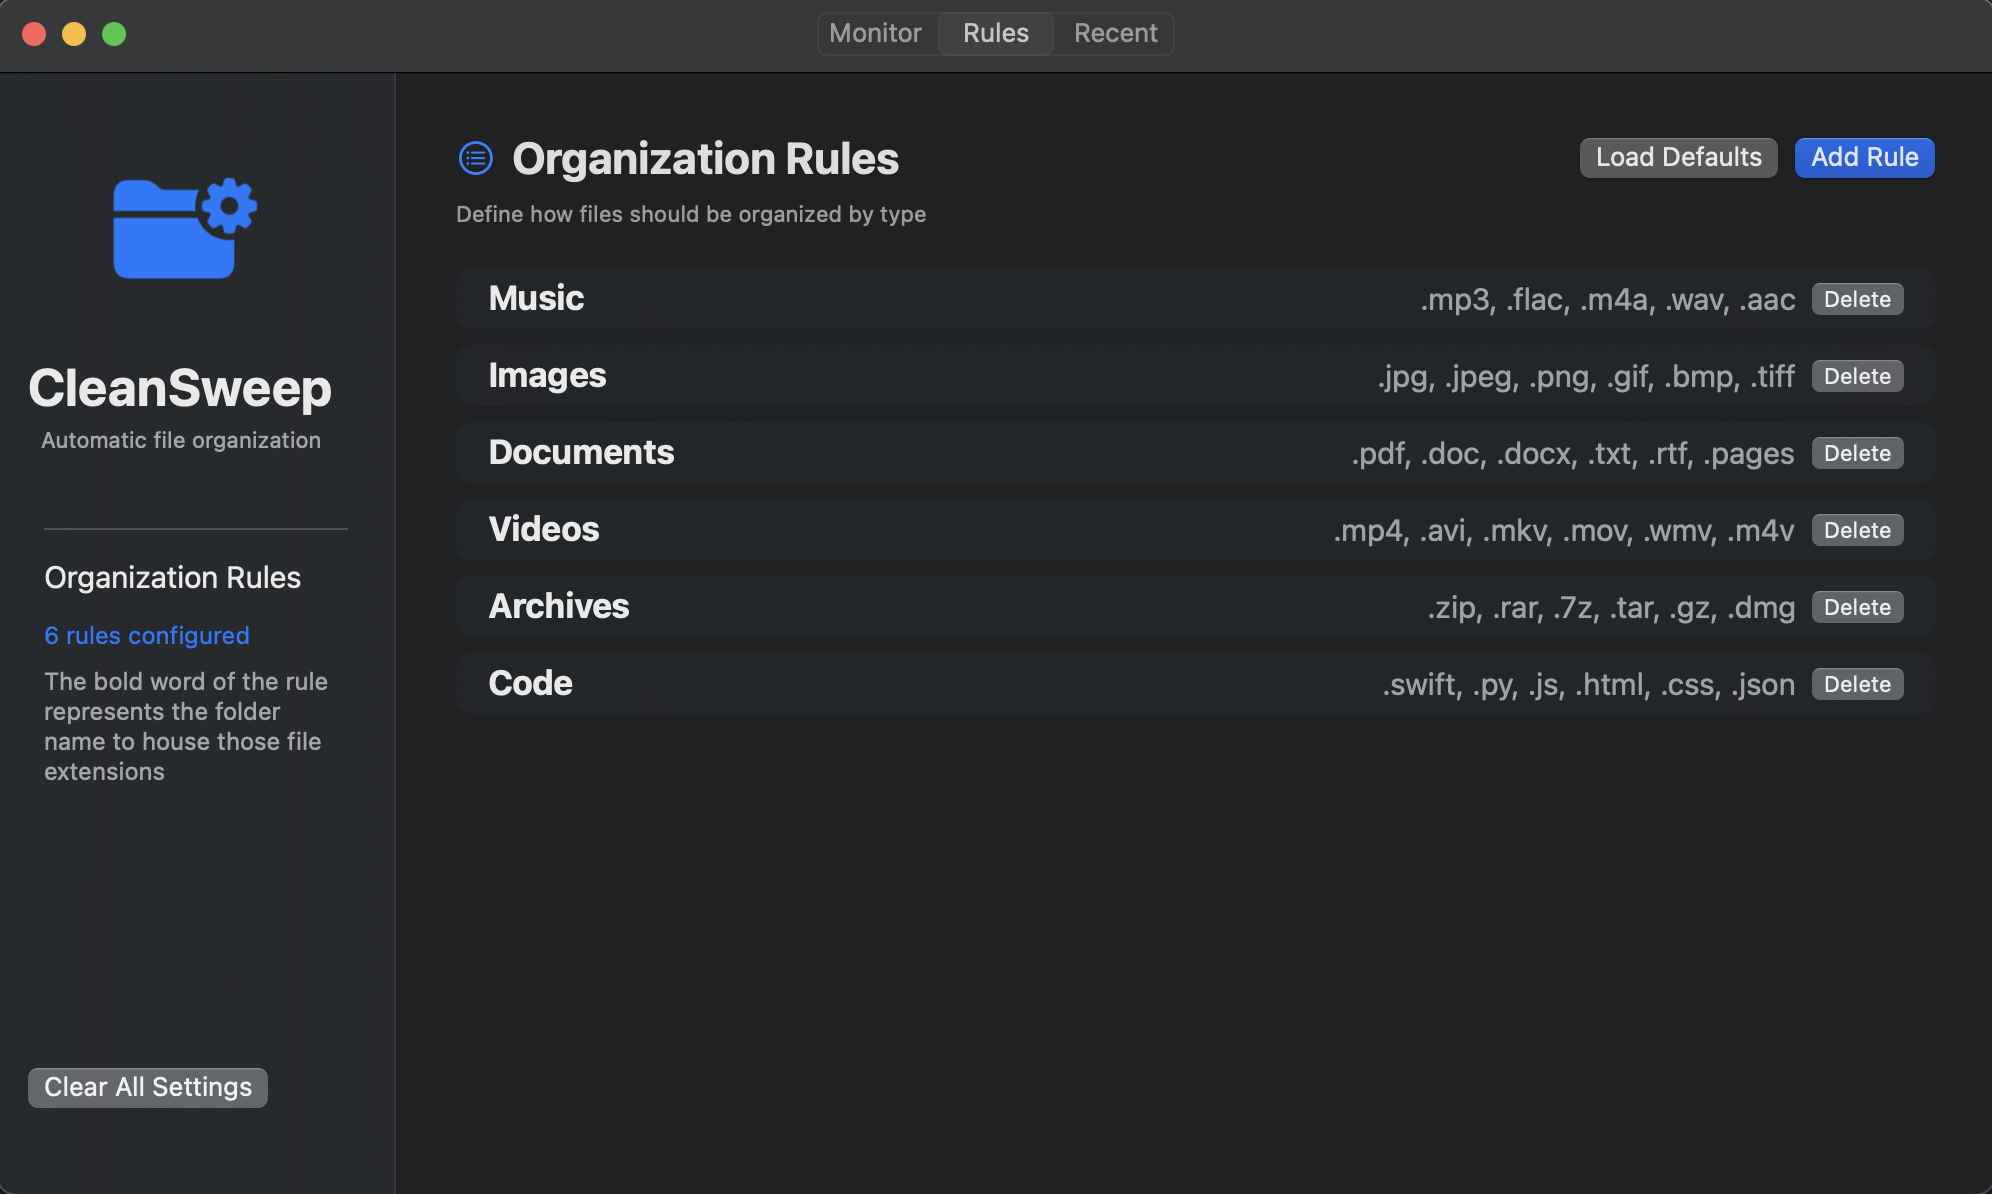 Monitor Rules Recent
CleanSweep
Automatic file organization
Organization Rules
6 rules configured
The bold word of the rule
represents the folder
name to house those file
extensions
Clear All Settings
Organization Rules
Load Defaults Add Rule
Define how files should be organized by type
Music .mp3, .flac, .m4a, .wav, .aac Delete
Images .jpg, .jpeg, .png, .gif, .bmp, .tiff Delete
Documents .pdf, .doc, .docx, .txt, .rtf, .pages Delete
Videos .mp4, .avi, .mkv, .mov, .wmv, .m4v Delete
Archives .zip, .rar, .7z, .tar, .gz, .dmg Delete
Code .swift, .py, .js, .html, .css, .json Delete